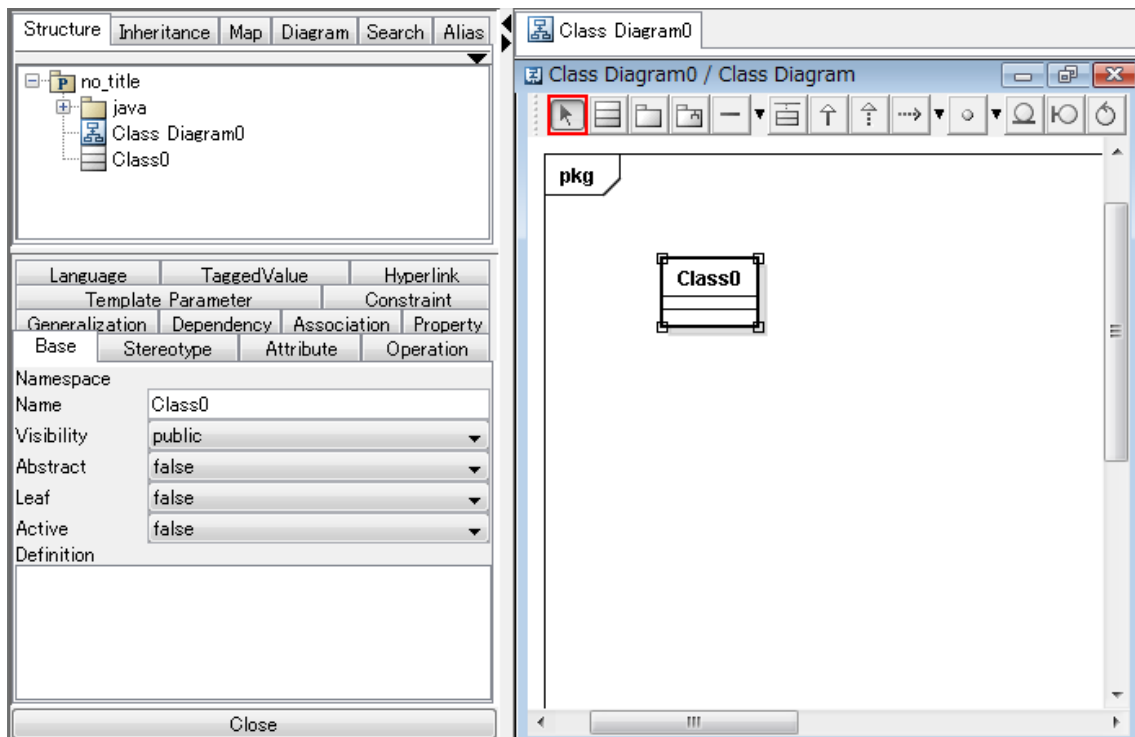 Structure Inheritance Map Diagram Search Alias
no_title
java
Class Diagram0
Class0
Language TaggedValue Hyperlink
Template Parameter Constraint
Generalization Dependency Association Property
Base Stereotype Attribute Operation
Namespace
Name Class0
Visibility public
Abstract false
Leaf false
Active false
Definition
Close
Class Diagram0
Class Diagram0 / Class Diagram
pkg
Class0